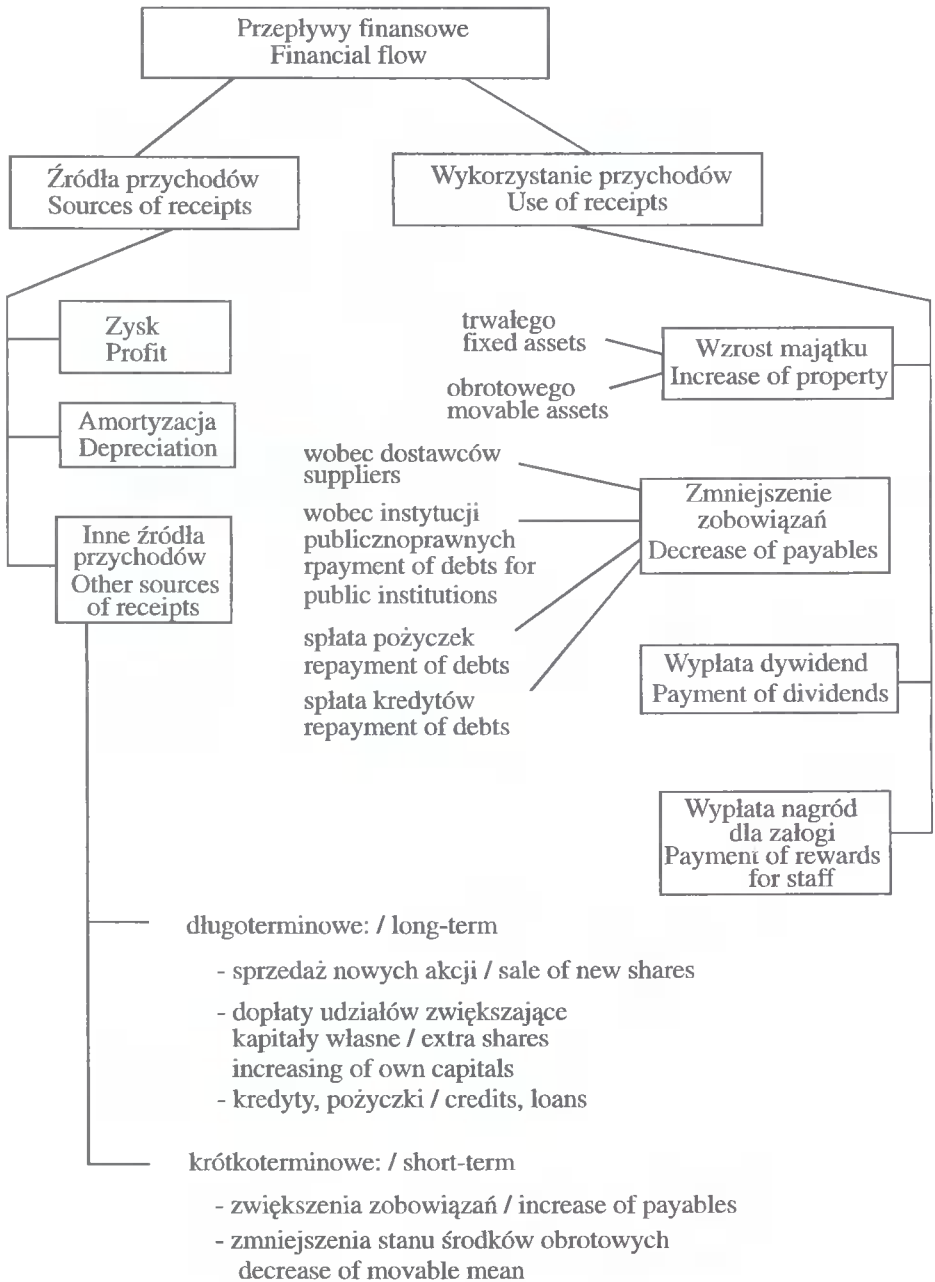 Przepływy finansowe
Financial flow
Źródła przychodów
Sources of receipts
Wykorzystanie przychodów
Use of receipts
Zysk
Profit
Amortyzacja
Depreciation
Inne źródła
przychodów
Other sources
of receipts
trwałego
fixed assets
obrotowego
movable assets
Wzrost majątku
Increase of property
wobec dostawców
suppliers
wobec instytucji
publicznoprawnych
rpayment of debts for
public institutions
spłata pożyczek
repayment of debts
spłata kredytów
repayment of debts
Zmniejszenie
zobowiązań
Decrease of payables
Wypłata dywidend
Payment of dividends
Wypłata nagród
dla załogi
Payment of rewards
for staff
długoterminowe: / long-term
- sprzedaż nowych akcji / sale of new shares
- dopłaty udziałów zwiększające
kapitały własne / extra shares
increasing of own capitals
- kredyty, pożyczki / credits, loans
krótkoterminowe: / short-term
- zwiększenia zobowiązań / increase of payables
- zmniejszenia stanu środków obrotowych
decrease of movable mean